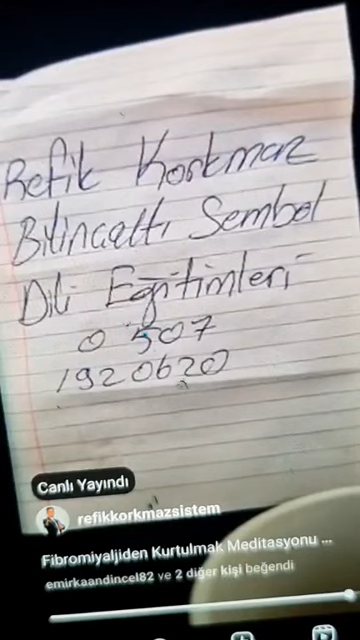 Refik Korkmaz
Bilinçaltı Sembol
Dili Eğitimleri
0 507
1920620
Canlı Yayındı
refikkorkmazsistem
Fibromiyaljiden Kurtulmak Meditasyonu ...
emirkaandincel82 ve 2 diğer kişi beğendi